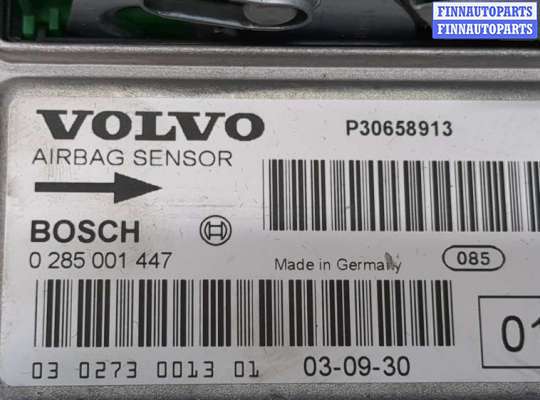 FINNAUTOPARTS
FINNAUTOPARTS
VOLVO
P30658913
AIRBAG SENSOR
BOSCH
0 285 001 447
Made in Germany
085
01
03 0273 0013 01
03-09-30